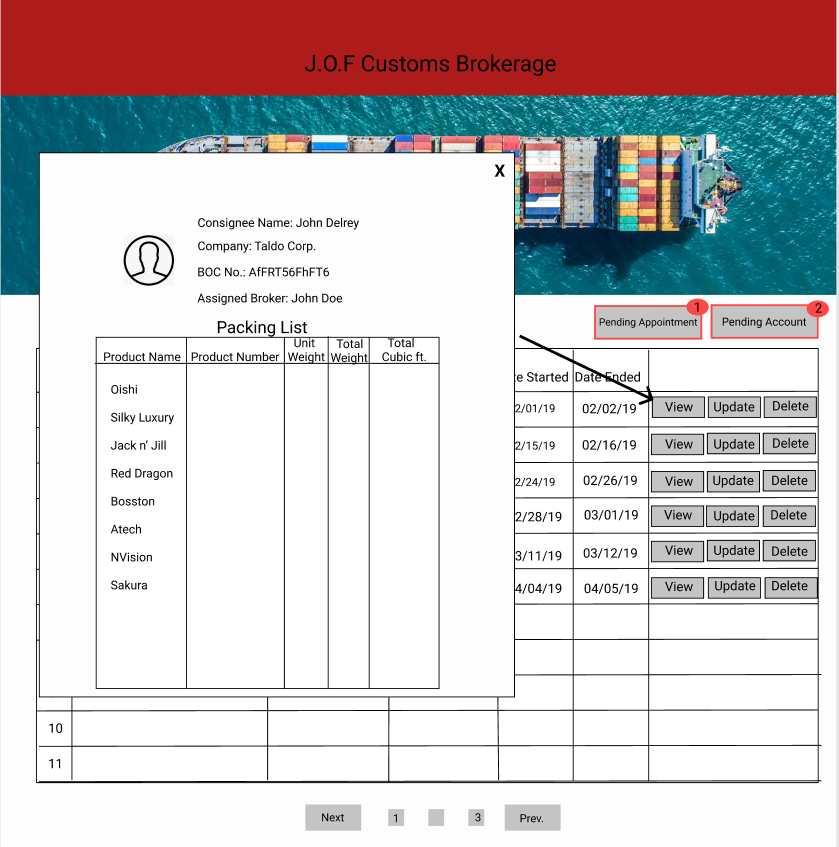 J.O.F Customs Brokerage
X
Consignee Name: John Delrey
Company: Taldo Corp.
BOC No.: AfFRT56FhFT6
Assigned Broker: John Doe
1
2
Pending Appointment
Pending Account
Packing List
Product Name Product Number Unit Weight Total Weight Total Cubic ft.
Oishi
Silky Luxury
Jack n' Jill
Red Dragon
Bosston
Atech
NVision
Sakura
e Started Date Ended
2/01/19 02/02/19 View Update Delete
2/15/19 02/16/19 View Update Delete
2/24/19 02/26/19 View Update Delete
2/28/19 03/01/19 View Update Delete
3/11/19 03/12/19 View Update Delete
4/04/19 04/05/19 View Update Delete
10
11
Next 1 3 Prev.